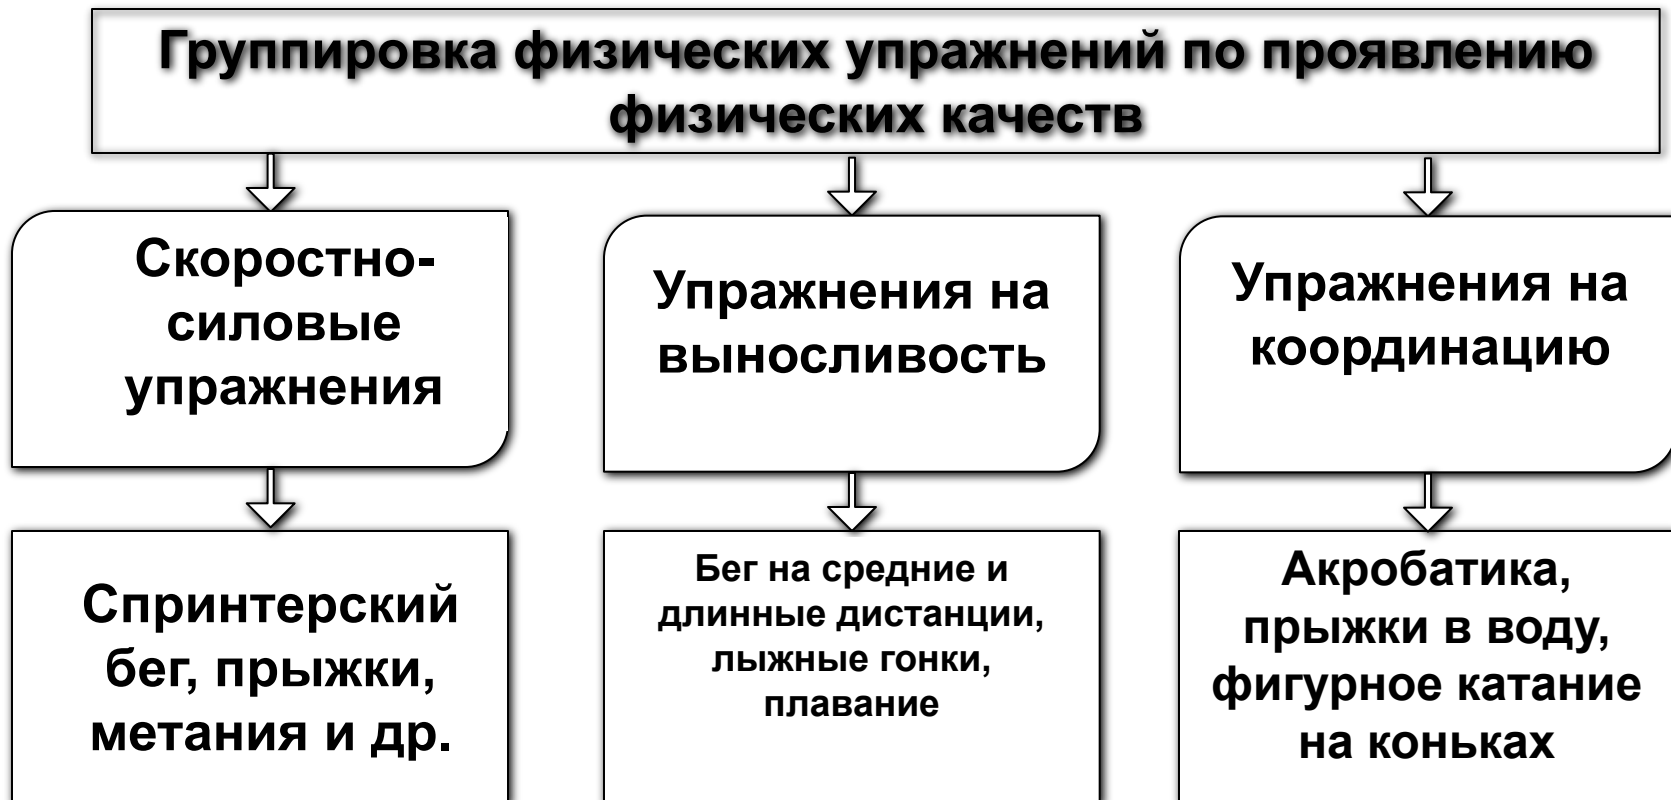 Группировка физических упражнений по проявлению
физических качеств
Скоростно-
силовые
упражнения
Упражнения на
выносливость
Упражнения на
координацию
Спринтерский
бег, прыжки,
метания и др.
Бег на средние и
длинные дистанции,
лыжные гонки,
плавание
Акробатика,
прыжки в воду,
фигурное катание
на коньках